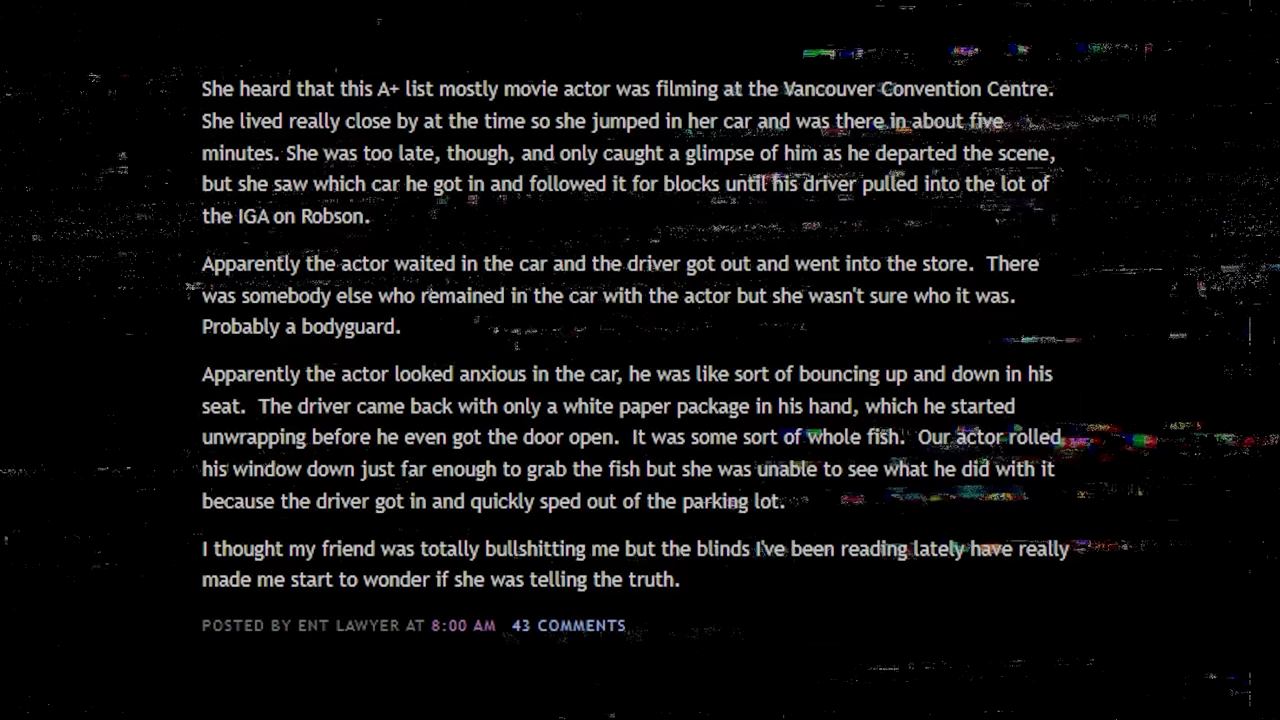 She heard that this A+ list mostly movie actor was filming at the Vancouver Convention Centre.
She lived really close by at the time so she jumped in her car and was there in about five
minutes. She was too late, though, and only caught a glimpse of him as he departed the scene,
but she saw which car he got in and followed it for blocks until his driver pulled into the lot of
the IGA on Robson.
Apparently the actor waited in the car and the driver got out and went into the store. There
was somebody else who remained in the car with the actor but she wasn't sure who it was.
Probably a bodyguard.
Apparently the actor looked anxious in the car, he was like sort of bouncing up and down in his
seat. The driver came back with only a white paper package in his hand, which he started
unwrapping before he even got the door open. It was some sort of whole fish. Our actor rolled
his window down just far enough to grab the fish but she was unable to see what he did with it
because the driver got in and quickly sped out of the parking lot.
I thought my friend was totally bullshitting me but the blinds I've been reading lately have really
made me start to wonder if she was telling the truth.
POSTED BY ENT LAWYER AT 8:00 AM 43 COMMENTS